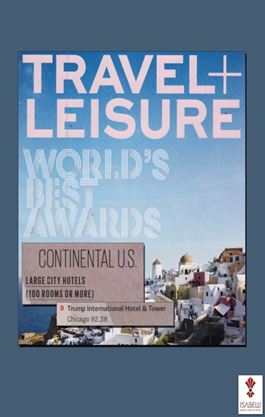 TRAVEL+
LEISURE
WORLD'S
BEST
AWARDS
CONTINENTAL U.S.
LARGE CITY HOTELS
(100 ROOMS OR MORE)
9 Trump International Hotel & Tower
Chicago 92.38
ISABELLI